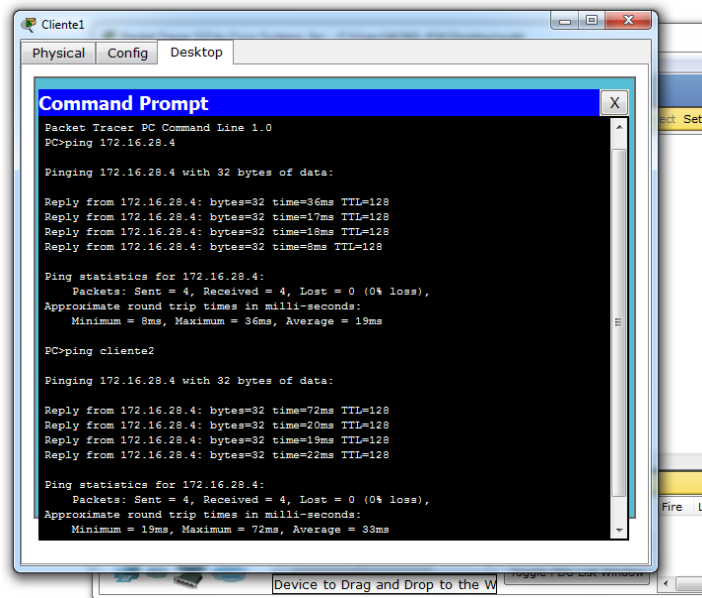 Cliente1
Physical Config Desktop
Command Prompt X
Packet Tracer PC Command Line 1.0
PC>ping 172.16.28.4
Pinging 172.16.28.4 with 32 bytes of data:
Reply from 172.16.28.4: bytes=32 time=36ms TTL=128
Reply from 172.16.28.4: bytes=32 time=17ms TTL=128
Reply from 172.16.28.4: bytes=32 time=18ms TTL=128
Reply from 172.16.28.4: bytes=32 time=8ms TTL=128
Ping statistics for 172.16.28.4:
Packets: Sent = 4, Received = 4, Lost = 0 (0% loss),
Approximate round trip times in milli-seconds:
Minimum = 8ms, Maximum = 36ms, Average = 19ms
PC>ping cliente2
Pinging 172.16.28.4 with 32 bytes of data:
Reply from 172.16.28.4: bytes=32 time=72ms TTL=128
Reply from 172.16.28.4: bytes=32 time=20ms TTL=128
Reply from 172.16.28.4: bytes=32 time=19ms TTL=128
Reply from 172.16.28.4: bytes=32 time=22ms TTL=128
Ping statistics for 172.16.28.4:
Packets: Sent = 4, Received = 4, Lost = 0 (0% loss),
Approximate round trip times in milli-seconds:
Minimum = 19ms, Maximum = 72ms, Average = 33ms
ect Set
Fire L
Toggle PDU List Window
Device to Drag and Drop to the W